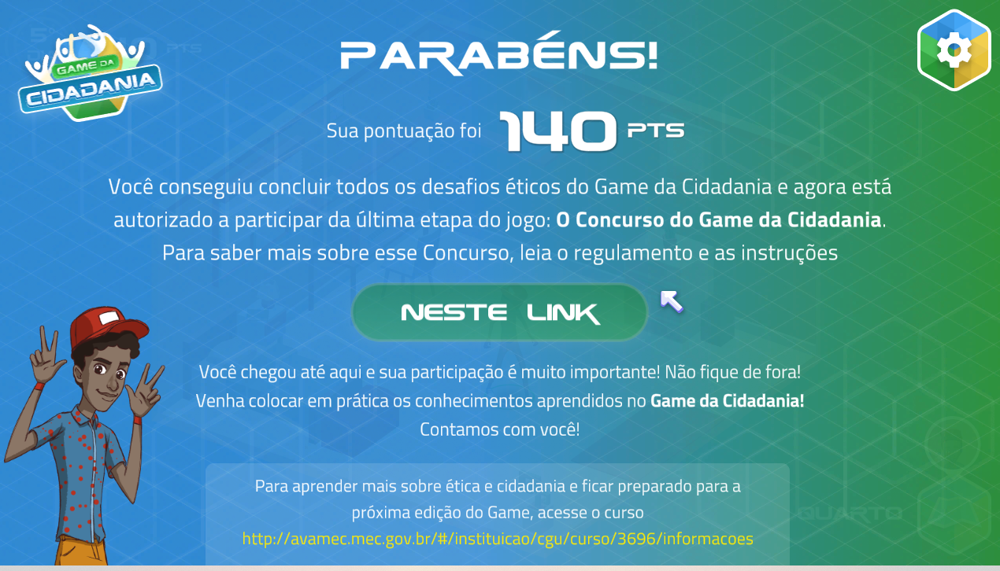 GAME DA
CIDADANIA
PARABÉNS!
Sua pontuação foi 140 PTS
Você conseguiu concluir todos os desafios éticos do Game da Cidadania e agora está
autorizado a participar da última etapa do jogo: O Concurso do Game da Cidadania.
Para saber mais sobre esse Concurso, leia o regulamento e as instruções
NESTE LINK
Você chegou até aqui e sua participação é muito importante! Não fique de fora!
Venha colocar em prática os conhecimentos aprendidos no Game da Cidadania!
Contamos com você!
Para aprender mais sobre ética e cidadania e ficar preparado para a
próxima edição do Game, acesse o curso
http://avamec.mec.gov.br/#/instituicao/cgu/curso/3696/informacoes
QUARTO